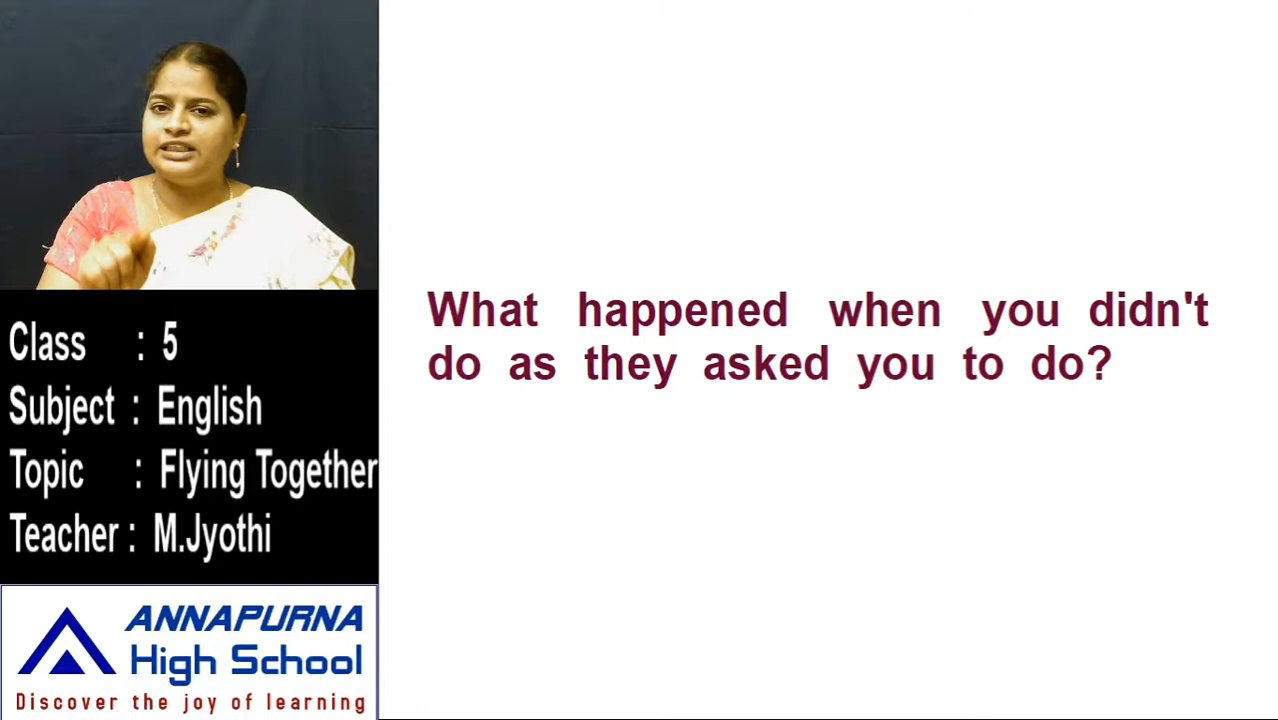 What happened when you didn't
do as they asked you to do?
Class : 5
Subject : English
Topic : Flying Together
Teacher : M.Jyothi
ANNAPURNA
High School
Discover the joy of learning